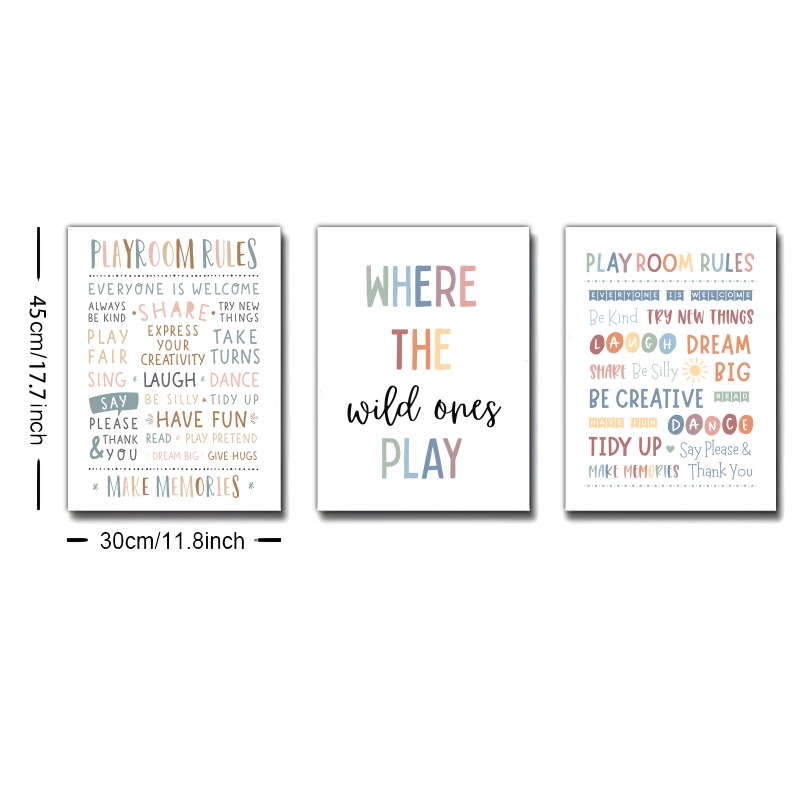 45cm/17.7inch
30cm/11.8inch
PLAYROOM RULES
EVERYONE IS WELCOME
ALWAYS BE KIND
SHARE
TRY NEW THINGS
PLAY FAIR
EXPRESS YOUR CREATIVITY
TAKE TURNS
SING * LAUGH * DANCE
SAY PLEASE & THANK YOU
BE SILLY * TIDY UP
HAVE FUN
READ * PLAY PRETEND
DREAM BIG * GIVE HUGS
* MAKE MEMORIES *
WHERE
THE
wild ones
PLAY
PLAYROOM RULES
EVERYONE IS WELCOME
Be Kind TRY NEW THINGS
LAUGH DREAM
SHARE Be Silly BIG
BE CREATIVE READ
HAVE FUN DANCE
TIDY UP ♥ Say Please &
MAKE MEMORIES Thank You